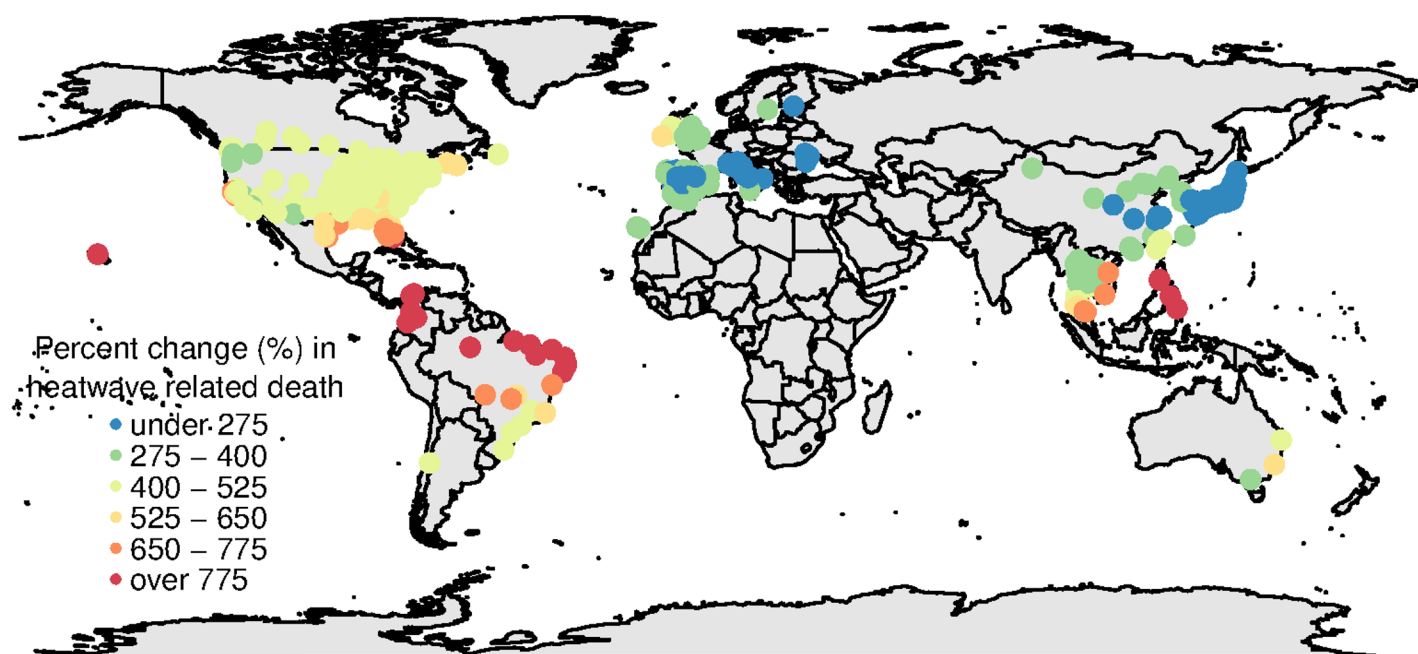 Percent change (%) in
heatwave related death
under 275
275 – 400
400 – 525
525 – 650
650 – 775
over 775